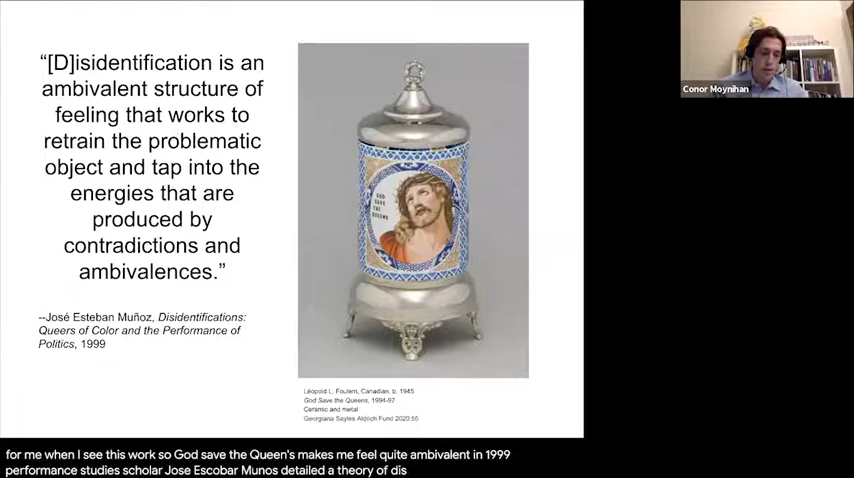 “[D]isidentification is an
ambivalent structure of
feeling that works to
retrain the problematic
object and tap into the
energies that are
produced by
contradictions and
ambivalences.”
--José Esteban Muñoz, Disidentifications:
Queers of Color and the Performance of
Politics, 1999
GOD
SAVE
THE
QUEENS
Léopold L. Foulem, Canadian, b. 1945
God Save the Queens, 1994-97
Ceramic and metal
Georgiana Sayles Aldrich Fund 2020.55
Conor Moynihan
for me when I see this work so God save the Queen's makes me feel quite ambivalent in 1999
performance studies scholar Jose Escobar Munos detailed a theory of dis